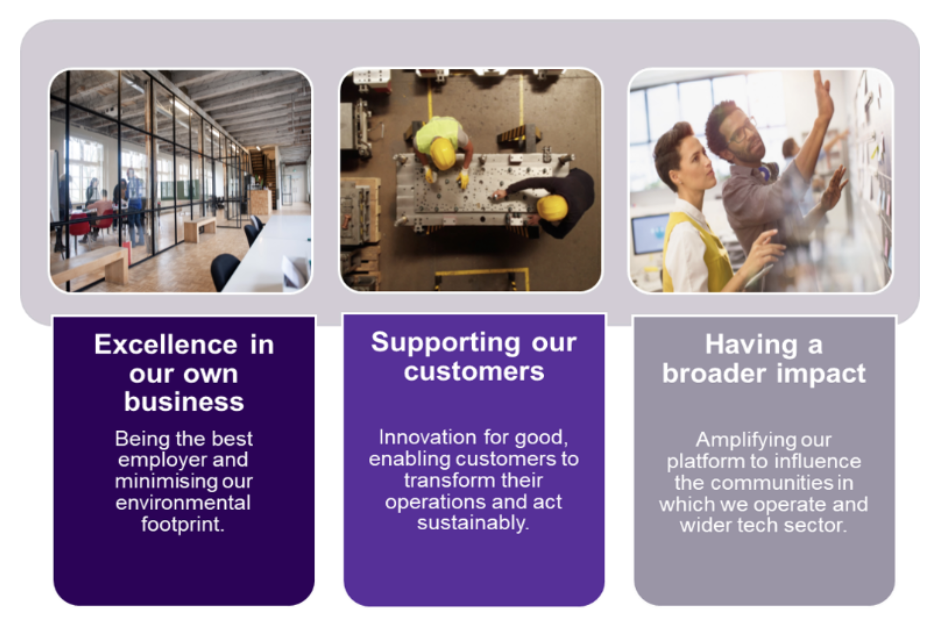 Excellence in
our own
business
Being the best
employer and
minimising our
environmental
footprint.
Supporting our
customers
Innovation for good,
enabling customers to
transform their
operations and act
sustainably.
Having a
broader impact
Amplifying our
platform to influence
the communities in
which we operate and
wider tech sector.